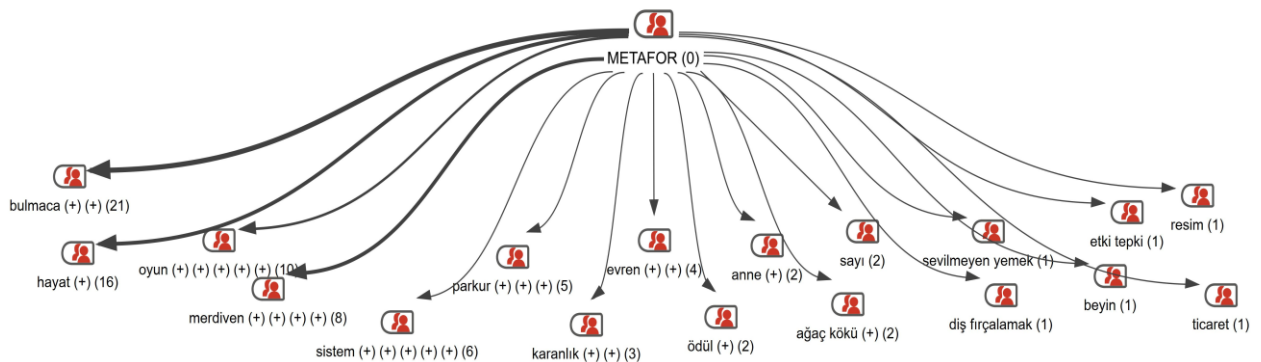 METAFOR (0)
bulmaca (+) (+) (21)
resim (1)
etki tepki (1)
hayat (+) (16)
oyun (+) (+) (+) (+) (+) (10)
parkur (+) (+) (+) (5)
evren (+) (+) (4)
anne (+) (2)
sayı (2)
sevilmeyen yemek (1)
beyin (1)
merdiven (+) (+) (+) (+) (8)
sistem (+) (+) (+) (+) (+) (6)
karanlık (+) (+) (3)
ödül (+) (2)
ağaç kökü (+) (2)
diş fırçalamak (1)
ticaret (1)